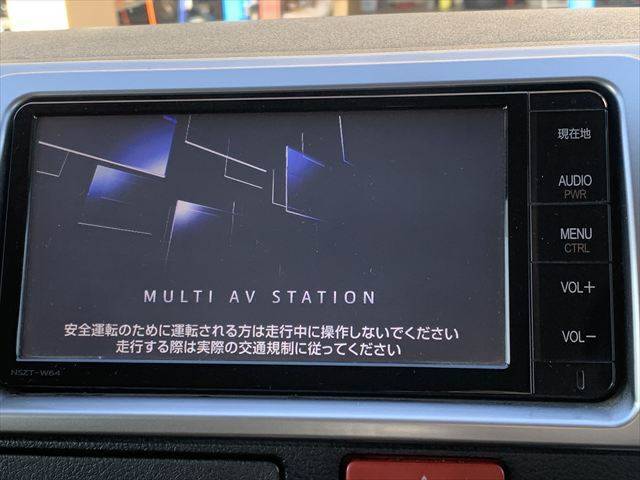 現在地
AUDIO
PWR
MENU
CTRL
VOL+
VOL-
MULTI AV STATION
安全運転のために運転される方は走行中に操作しないでください
走行する際は実際の交通規制に従ってください
NSZT-W64